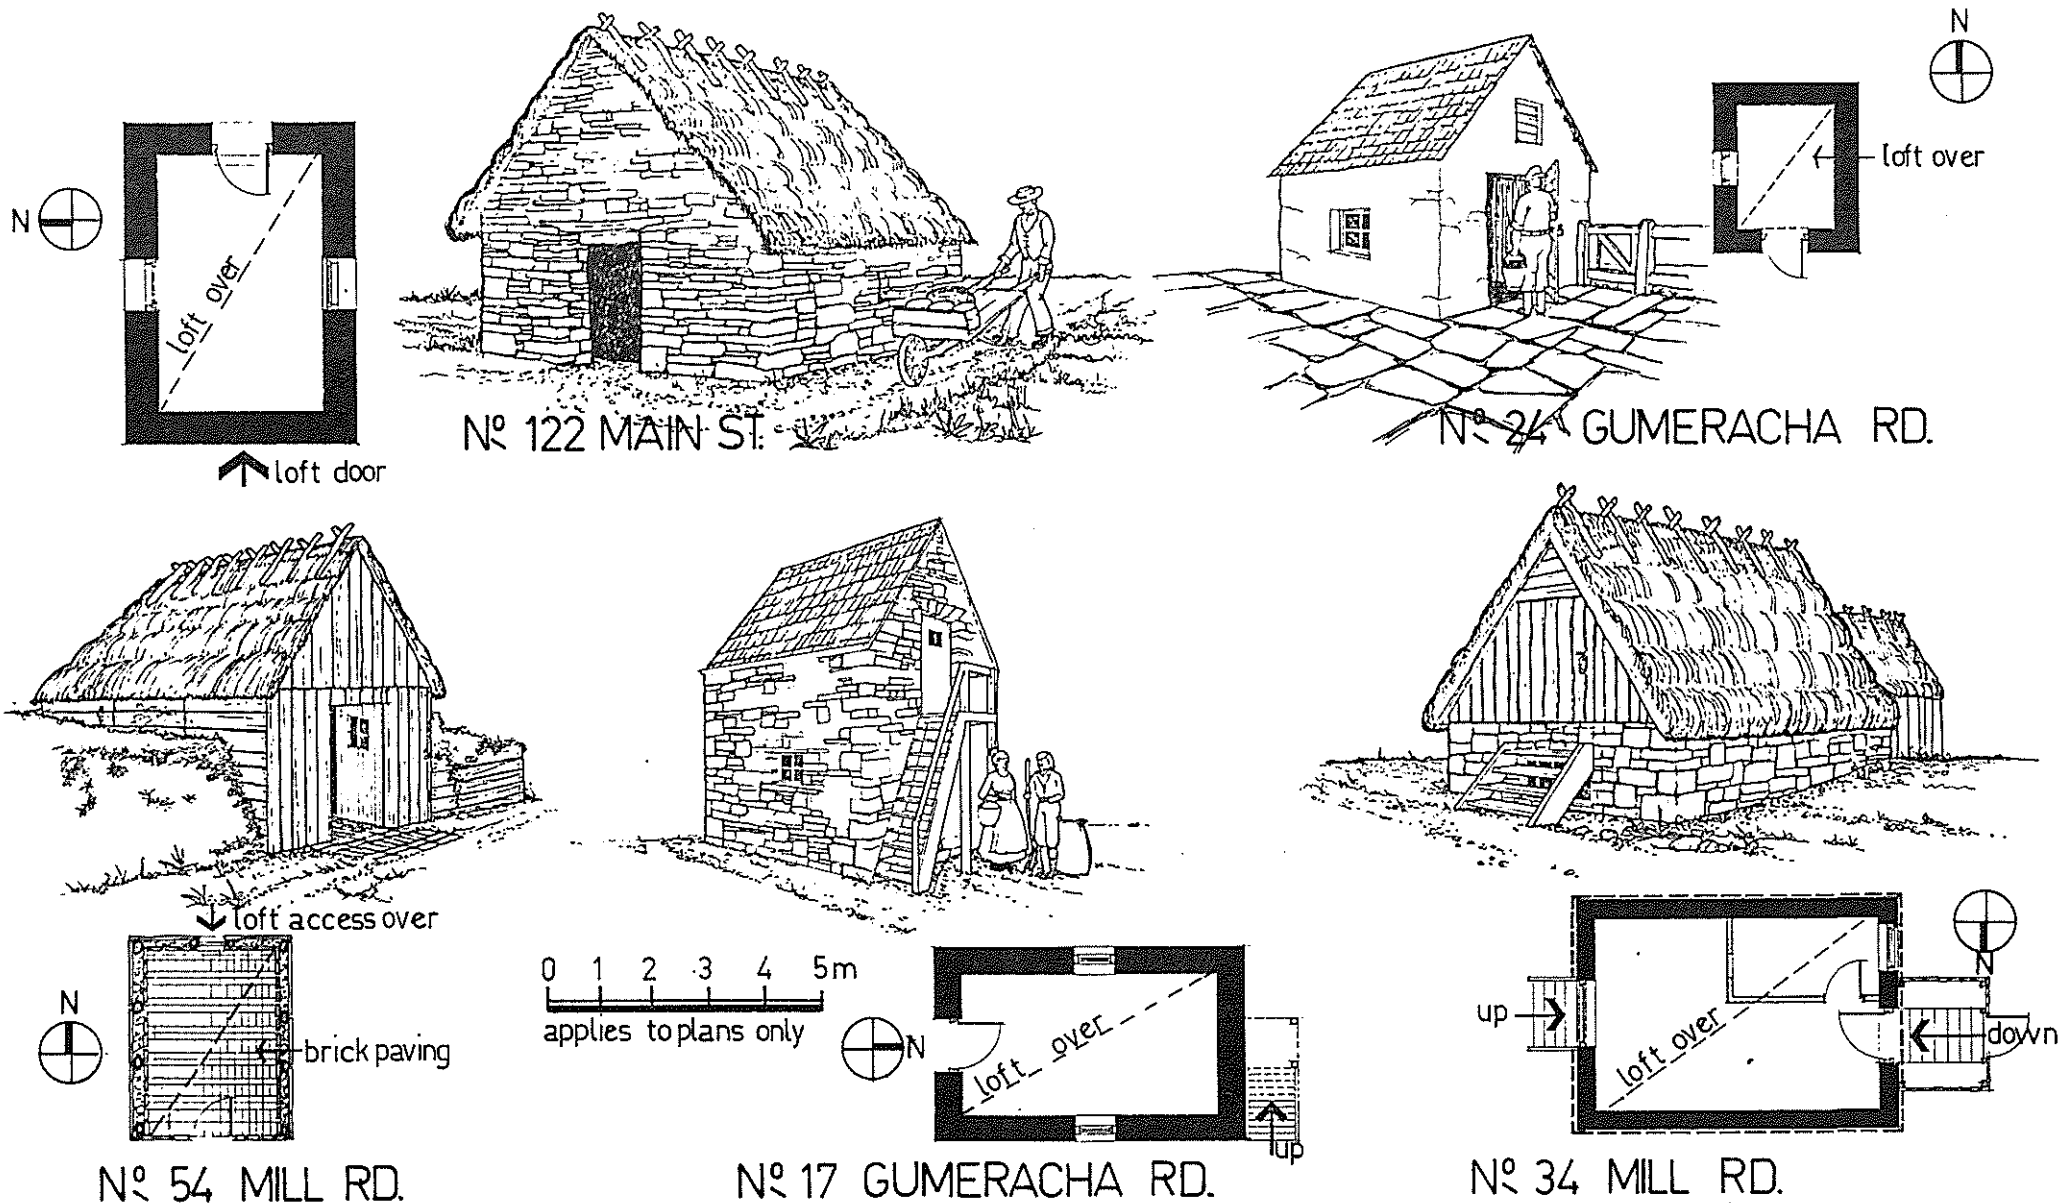 N
loft over
loft door
Nº 122 MAIN ST.
N
loft over
Nº 24 GUMERACHA RD.
loft access over
N
brick paving
Nº 54 MILL RD.
0 1 2 3 4 5m
applies to plans only
N
loft over
up
Nº 17 GUMERACHA RD.
N
up
loft over
down
Nº 34 MILL RD.